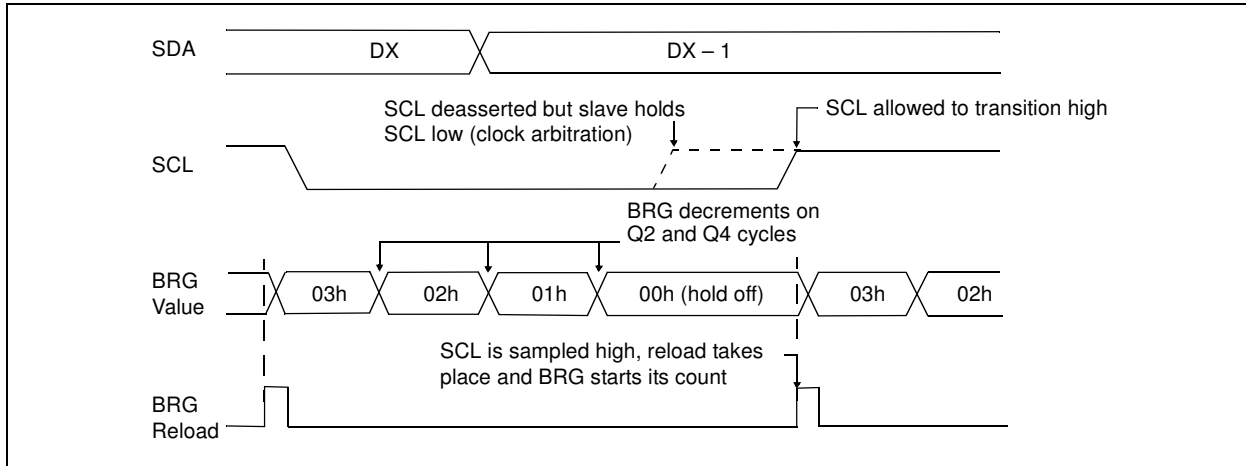 SDA
DX
DX – 1
SCL deasserted but slave holds
SCL low (clock arbitration)
SCL allowed to transition high
SCL
BRG decrements on
Q2 and Q4 cycles
BRG
Value
03h
02h
01h
00h (hold off)
03h
02h
SCL is sampled high, reload takes
place and BRG starts its count
BRG
Reload